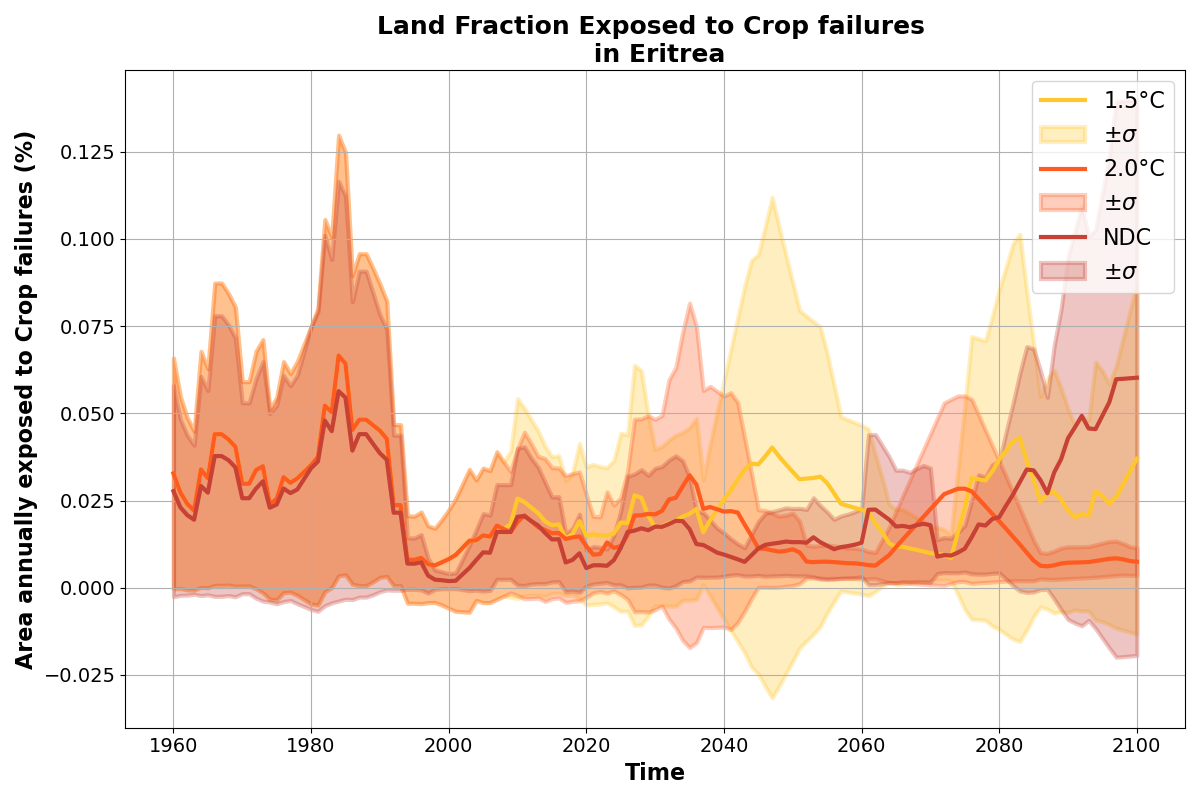 Land Fraction Exposed to Crop failures
in Eritrea
Area annually exposed to Crop failures (%)
0.125
0.100
0.075
0.050
0.025
0.000
−0.025
1.5°C
±σ
2.0°C
±σ
NDC
±σ
1960 1980 2000 2020 2040 2060 2080 2100
Time